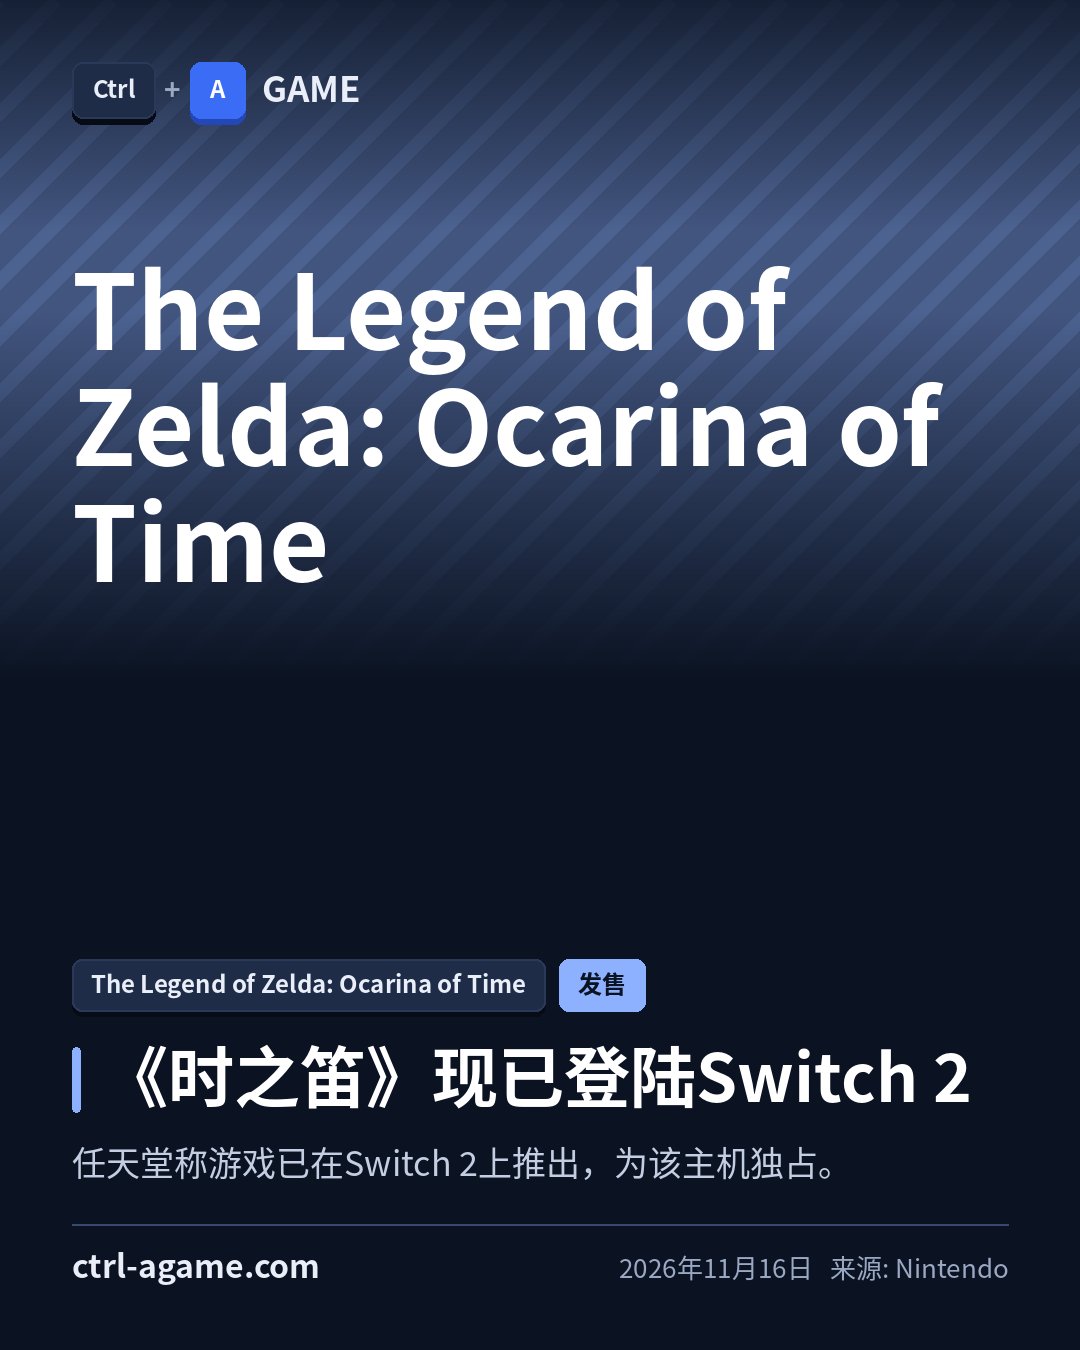 Ctrl + A GAME
The Legend of
Zelda: Ocarina of
Time
The Legend of Zelda: Ocarina of Time 发售
《时之笛》现已登陆Switch 2
任天堂称游戏已在Switch 2上推出，为该主机独占。
ctrl-agame.com 2026年11月16日 来源: Nintendo